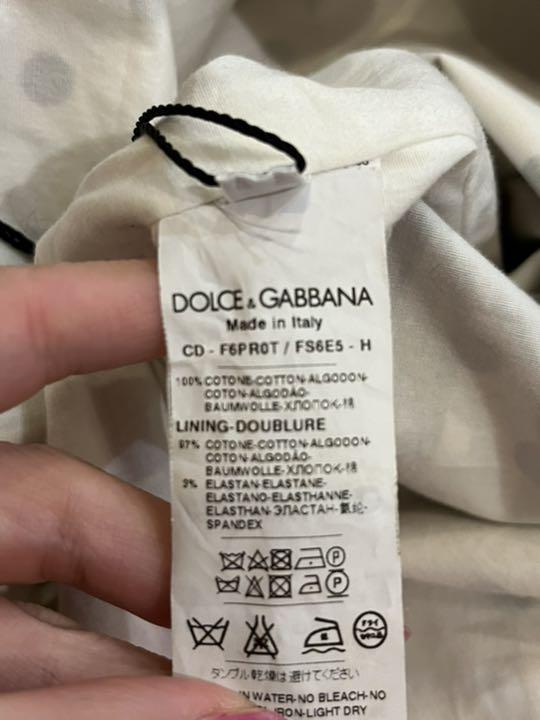 DOLCE & GABBANA
Made in Italy
CD - F6PR0T / FS6E5 - H
100% COTONE-COTTON-ALGODON-
COTON-ALGODÃO-
BAUMWOLLE-ХЛОПОК-棉
LINING-DOUBLURE
97% COTONE-COTTON-ALGODON-
COTON-ALGODÃO-
BAUMWOLLE-ХЛОПОК-棉
3% ELASTAN-ELASTANE-
ELASTANO-ELASTHANNE-
ELASTHAN-ЭЛАСТАН-氨纶-
SPANDEX
P
P
ドライ
タンブル乾燥は避けてください
IN WATER-NO BLEACH-NO
IRON-LIGHT DRY